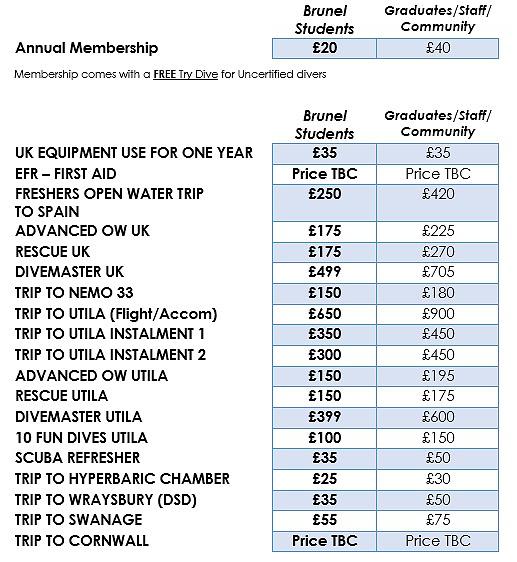 Brunel Students Graduates/Staff/ Community
Annual Membership £20 £40
Membership comes with a FREE Try Dive for Uncertified divers
Brunel Students Graduates/Staff/ Community
UK EQUIPMENT USE FOR ONE YEAR £35 £35
EFR – FIRST AID Price TBC Price TBC
FRESHERS OPEN WATER TRIP £250 £420
TO SPAIN
ADVANCED OW UK £175 £225
RESCUE UK £175 £270
DIVEMASTER UK £499 £705
TRIP TO NEMO 33 £150 £180
TRIP TO UTILA (Flight/Accom) £650 £900
TRIP TO UTILA INSTALMENT 1 £350 £450
TRIP TO UTILA INSTALMENT 2 £300 £450
ADVANCED OW UTILA £150 £195
RESCUE UTILA £150 £175
DIVEMASTER UTILA £399 £600
10 FUN DIVES UTILA £100 £150
SCUBA REFRESHER £35 £50
TRIP TO HYPERBARIC CHAMBER £25 £30
TRIP TO WRAYSBURY (DSD) £35 £50
TRIP TO SWANAGE £55 £75
TRIP TO CORNWALL Price TBC Price TBC